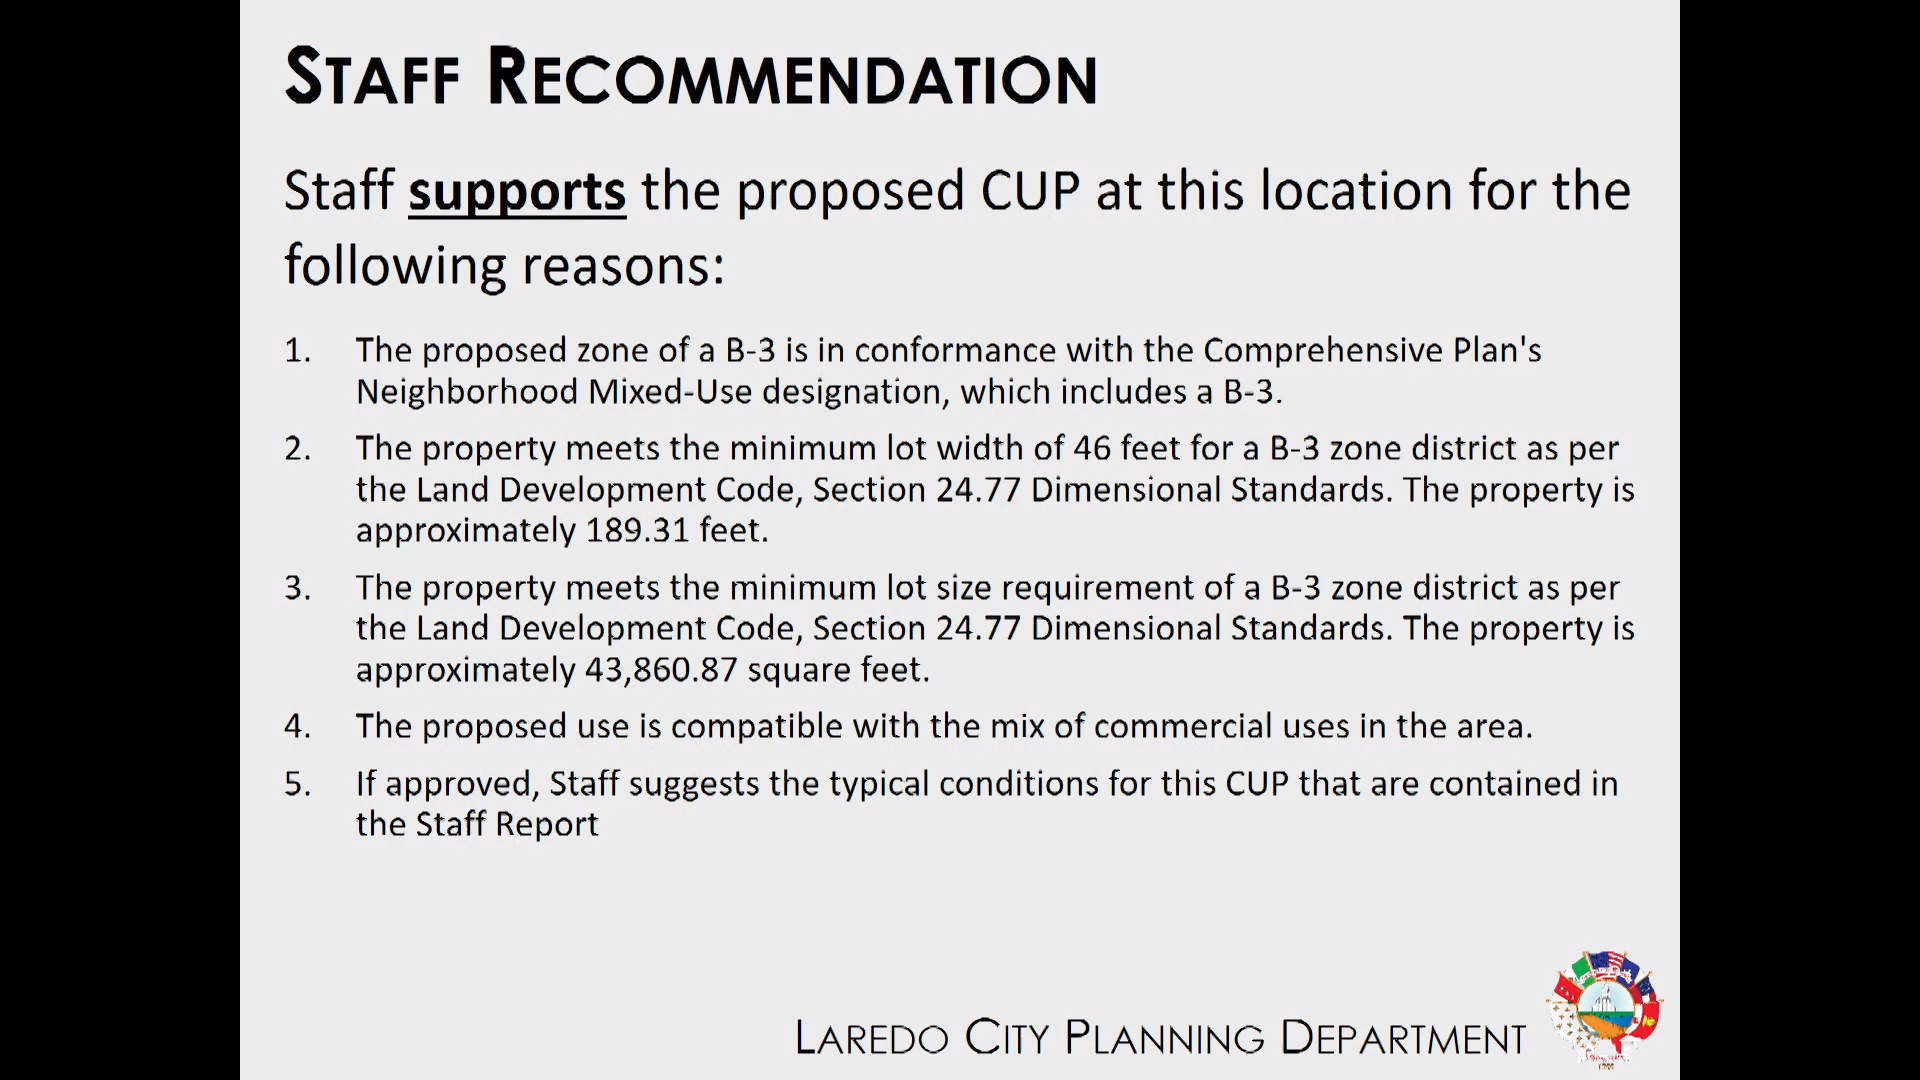 STAFF RECOMMENDATION
Staff supports the proposed CUP at this location for the
following reasons:
1. The proposed zone of a B-3 is in conformance with the Comprehensive Plan's
Neighborhood Mixed-Use designation, which includes a B-3.
2. The property meets the minimum lot width of 46 feet for a B-3 zone district as per
the Land Development Code, Section 24.77 Dimensional Standards. The property is
approximately 189.31 feet.
3. The property meets the minimum lot size requirement of a B-3 zone district as per
the Land Development Code, Section 24.77 Dimensional Standards. The property is
approximately 43,860.87 square feet.
4. The proposed use is compatible with the mix of commercial uses in the area.
5. If approved, Staff suggests the typical conditions for this CUP that are contained in
the Staff Report
LAREDO CITY PLANNING DEPARTMENT